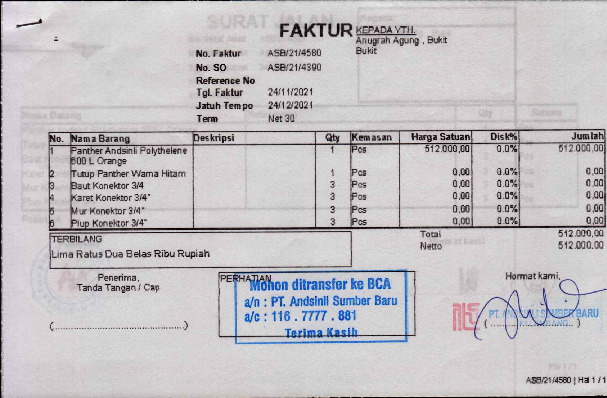 FAKTUR
KEPADA YTH.
Anugrah Agung , Bukit
Bukit
No. Faktur ASB/21/4580
No. SO ASB/21/4390
Reference No
Tgl. Faktur 24/11/2021
Jatuh Tempo 24/12/2021
Term Net 30
No. Nama Barang Deskripsi Qty Kemasan Harga Satuan Disk% Jumlah
1 Panther Andsinli Polythelene 1 Pcs 512.000,00 0.0% 512.000,00
600 L Orange
2 Tutup Panther Warna Hitam 1 Pcs 0,00 0.0% 0,00
3 Baut Konektor 3/4 3 Pcs 0,00 0.0% 0,00
4 Karet Konektor 3/4" 3 Pcs 0,00 0.0% 0,00
5 Mur Konektor 3/4" 3 Pcs 0,00 0.0% 0,00
6 Plup Konektor 3/4" 3 Pcs 0,00 0.0% 0,00
TERBILANG
Lima Ratus Dua Belas Ribu Rupiah
Total 512.000,00
Netto 512.000,00
Penerima,
Tanda Tangan / Cap
(....................................)
PERHATIAN
Mohon ditransfer ke BCA
a/n : PT. Andsinli Sumber Baru
a/c : 116 . 7777 . 881
Terima Kasih
Hormat kami,
PT. ANDSINLI SUMBER BARU
ASB/21/4580 | Hal 1 / 1
SURAT JALAN